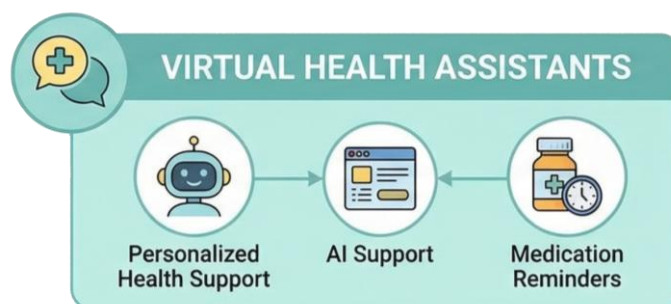 VIRTUAL HEALTH ASSISTANTS
Personalized
Health Support
AI Support
Medication
Reminders